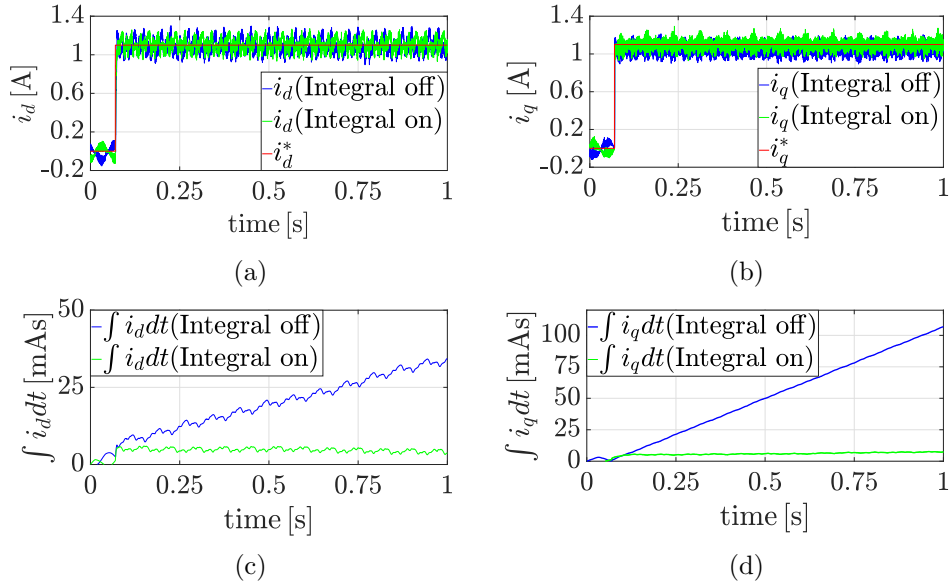 1.4
1
0.6
0.2
-0.2
i_d [A]
i_d(Integral off)
i_d(Integral on)
i_d^*
0 0.25 0.5 0.75 1
time [s]
(a)
1.4
1
0.6
0.2
-0.2
i_q [A]
i_q(Integral off)
i_q(Integral on)
i_q^*
0 0.25 0.5 0.75 1
time [s]
(b)
50
25
0
∫ i_d dt [mAs]
∫ i_d dt(Integral off)
∫ i_d dt(Integral on)
0 0.25 0.5 0.75 1
time [s]
(c)
100
75
50
25
0
∫ i_q dt [mAs]
∫ i_q dt(Integral off)
∫ i_q dt(Integral on)
0 0.25 0.5 0.75 1
time [s]
(d)